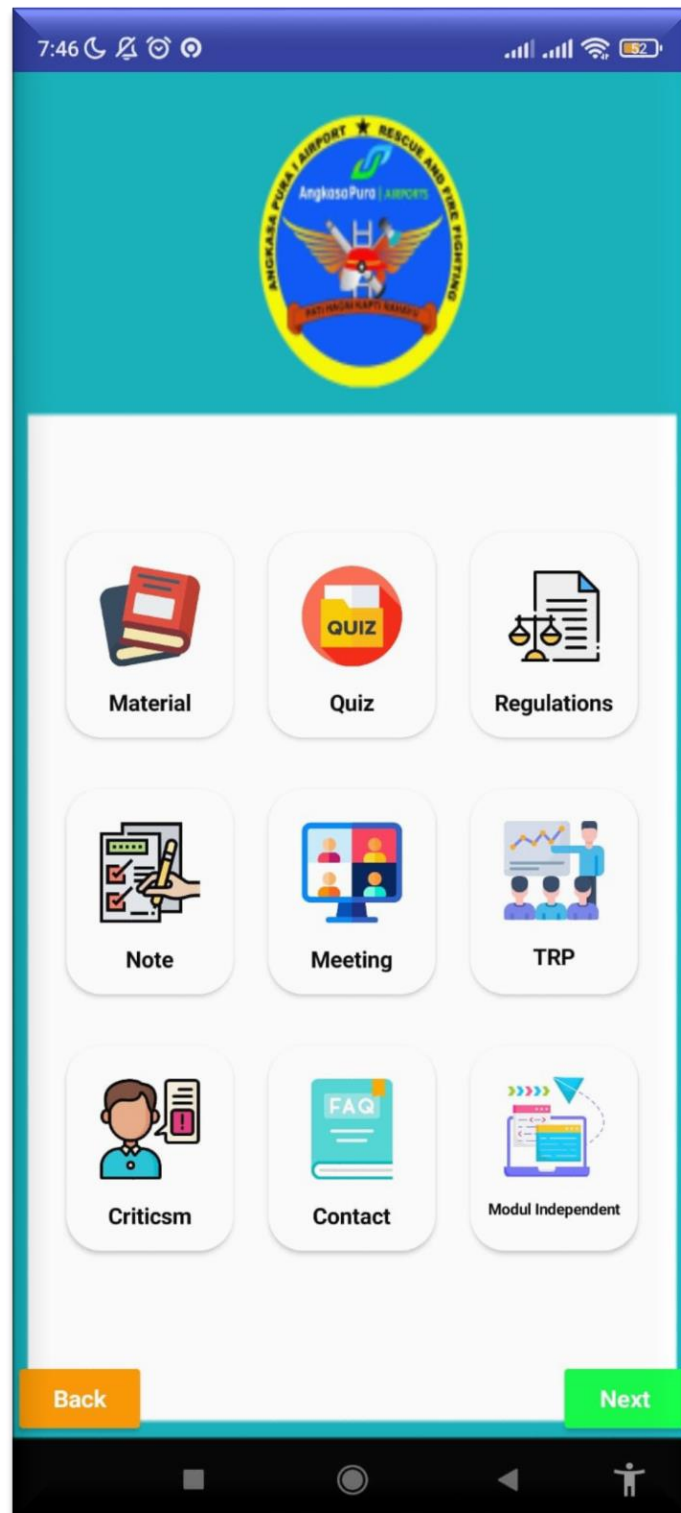 7:46
52
ANGKASA PURA I AIRPORT ★ RESCUE AND FIRE FIGHTING
AngkasaPura | AIRPORTS
Material
QUIZ
Quiz
Regulations
Note
Meeting
TRP
Criticsm
FAQ
Contact
Modul Independent
Back
Next